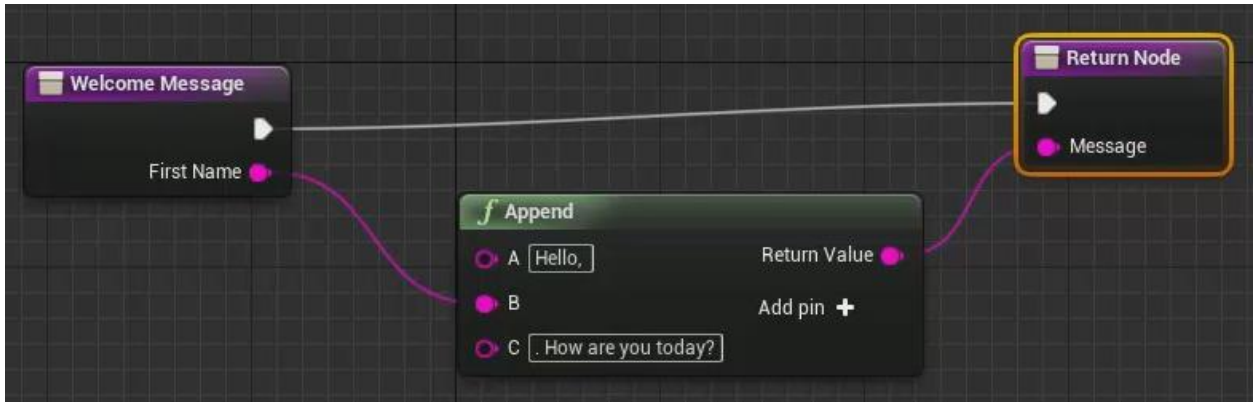 Welcome Message
First Name
f Append
A Hello,
B
C . How are you today?
Return Value
Add pin +
Return Node
Message